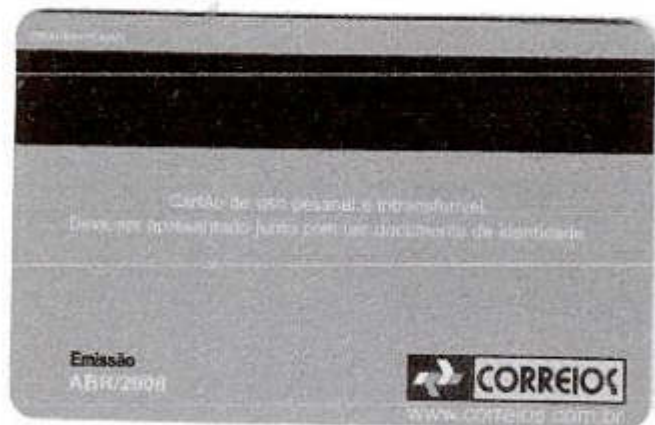 Cartão de uso pessoal e intransferível.
Deve ser apresentado junto com um documento de identidade
Emissão
ABR/2008
CORREIOS
www.correios.com.br